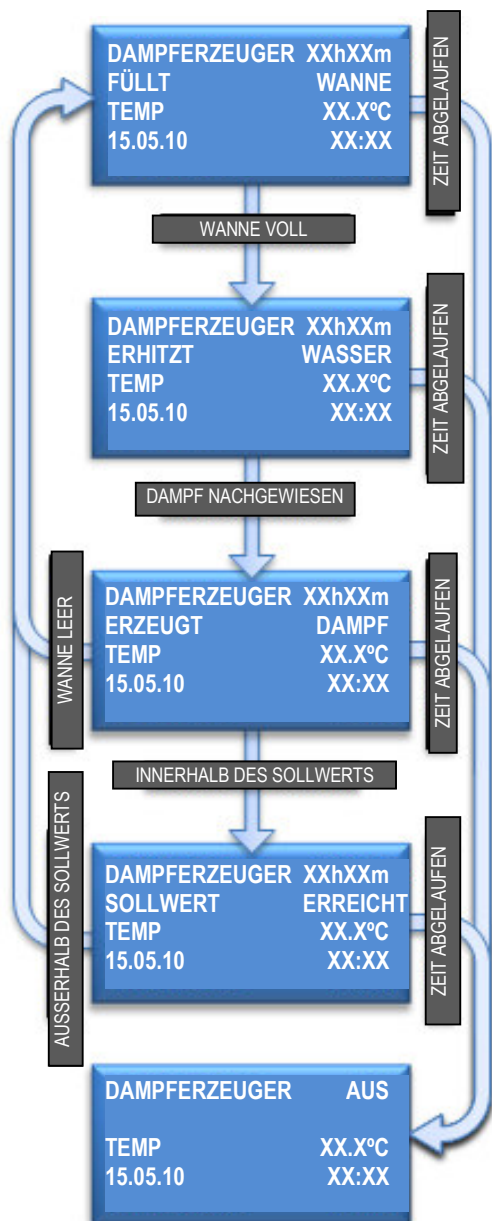 DAMPFERZEUGER XXhXXm
FÜLLT WANNE
TEMP XX.XºC
15.05.10 XX:XX
ZEIT ABGELAUFEN
WANNE VOLL
DAMPFERZEUGER XXhXXm
ERHITZT WASSER
TEMP XX.XºC
15.05.10 XX:XX
ZEIT ABGELAUFEN
DAMPF NACHGEWIESEN
WANNE LEER
DAMPFERZEUGER XXhXXm
ERZEUGT DAMPF
TEMP XX.XºC
15.05.10 XX:XX
ZEIT ABGELAUFEN
INNERHALB DES SOLLWERTS
AUSSERHALB DES SOLLWERTS
DAMPFERZEUGER XXhXXm
SOLLWERT ERREICHT
TEMP XX.XºC
15.05.10 XX:XX
ZEIT ABGELAUFEN
DAMPFERZEUGER AUS
TEMP XX.XºC
15.05.10 XX:XX